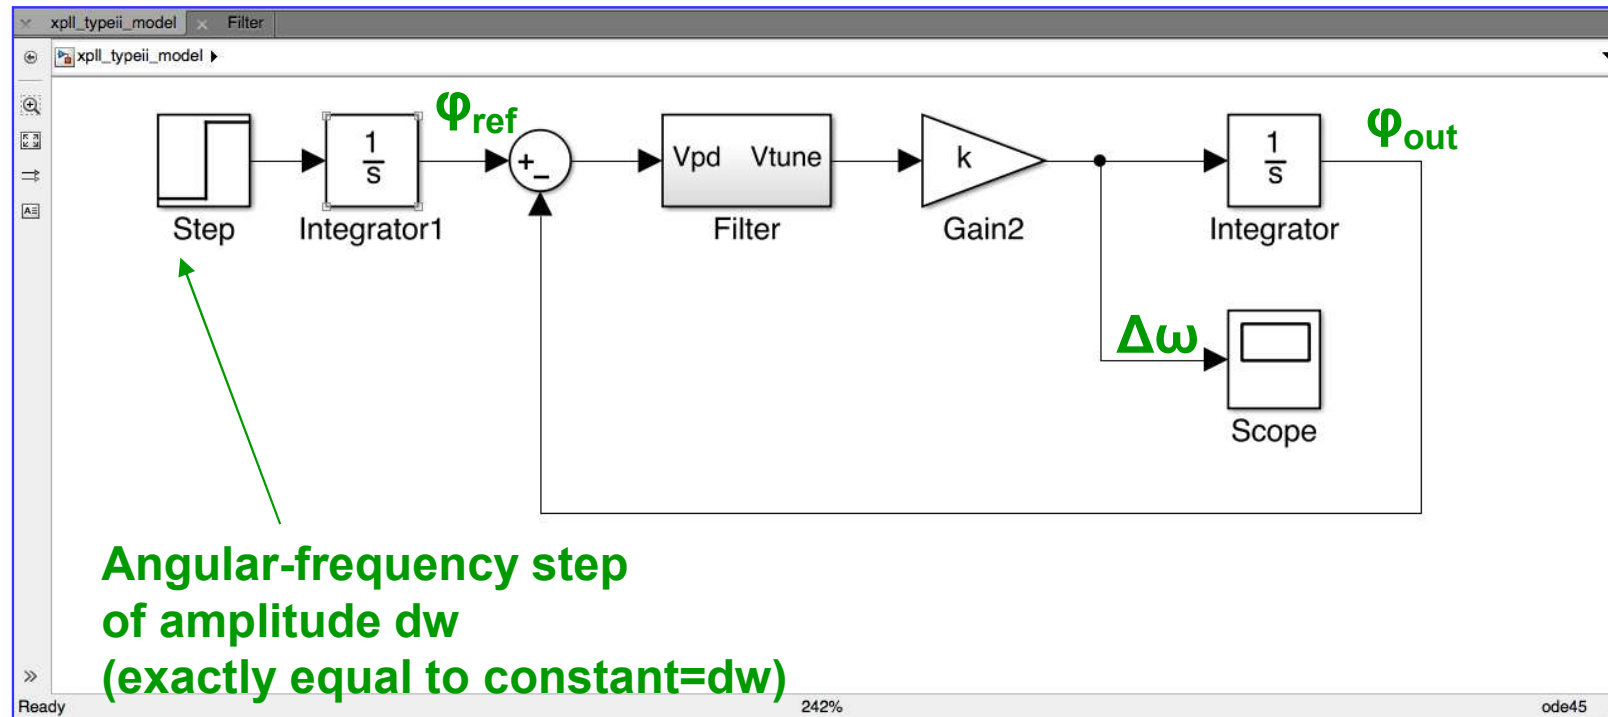 xpll_typeii_model Filter
xpll_typeii_model
φref
φout
1
s
+
−
Vpd Vtune
k
1
s
Step
Integrator1
Filter
Gain2
Integrator
Δω
Scope
Angular-frequency step
of amplitude dw
(exactly equal to constant=dw)
Ready 242% ode45